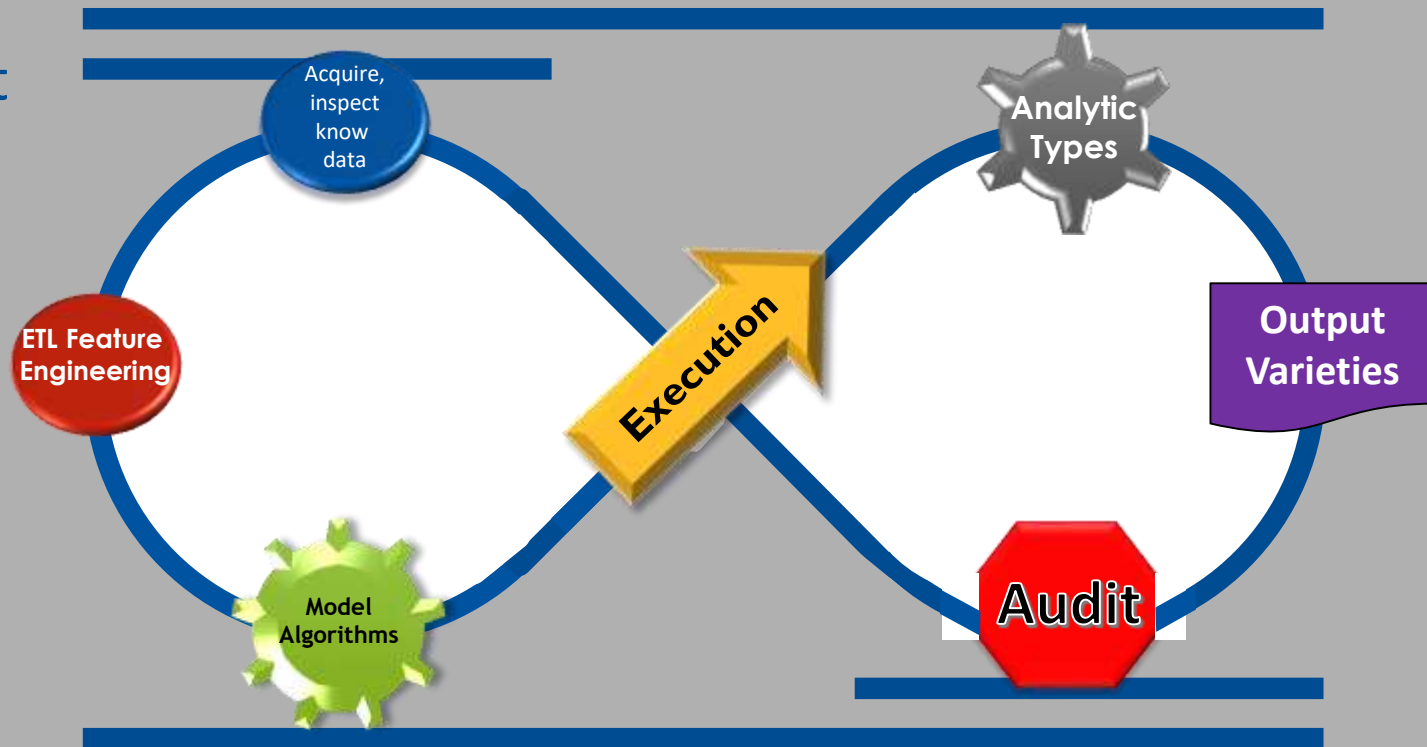 t
Acquire,
inspect
know
data
Analytic
Types
ETL Feature
Engineering
Execution
Output
Varieties
Model
Algorithms
Audit